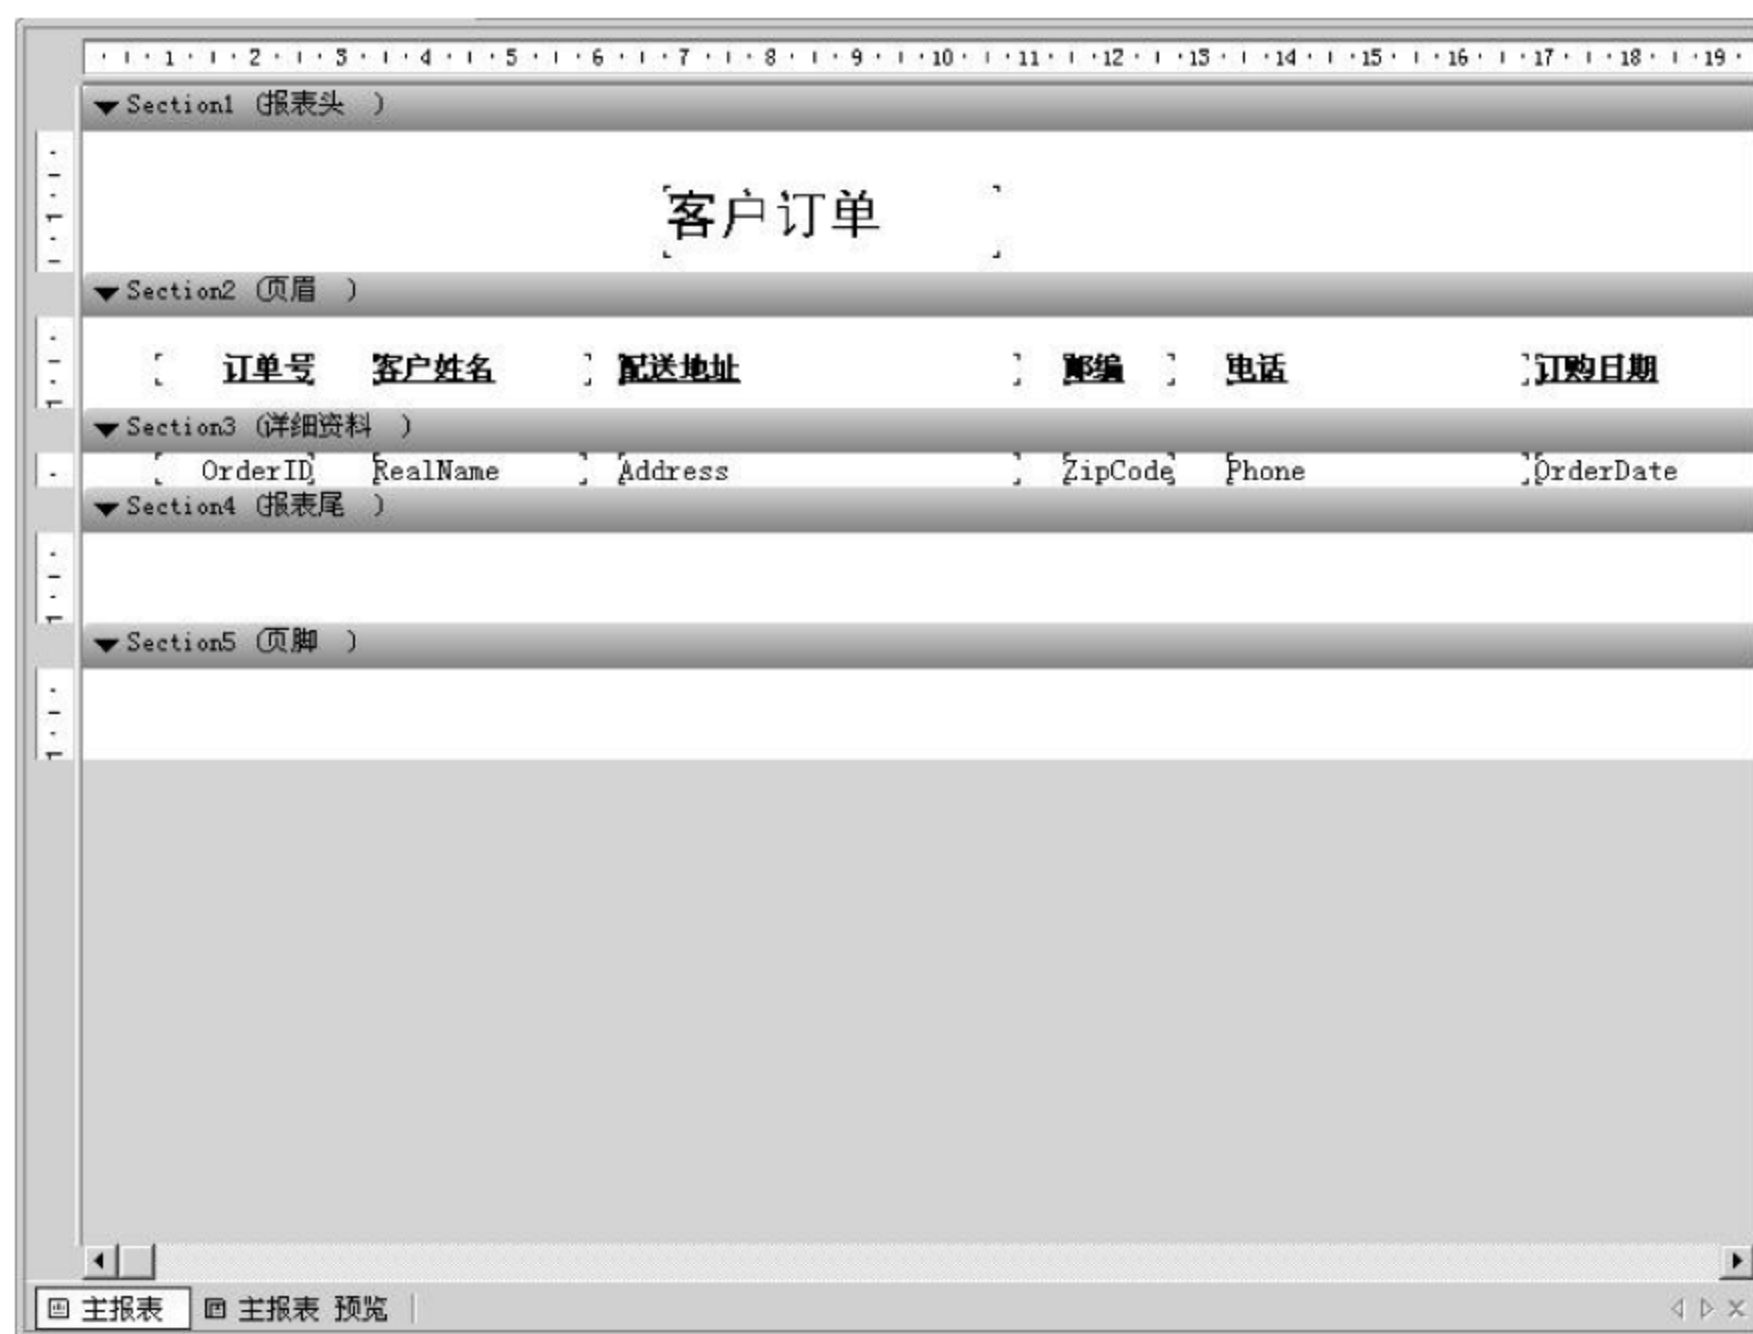 1 2 3 4 5 6 7 8 9 10 11 12 13 14 15 16 17 18 19
Section1 (报表头 )
客户订单
Section2 (页眉 )
订单号 客户姓名 配送地址 邮编 电话 订购日期
Section3 (详细资料 )
OrderID RealName Address ZipCode Phone OrderDate
Section4 (报表尾 )
Section5 (页脚 )
主报表 主报表 预览